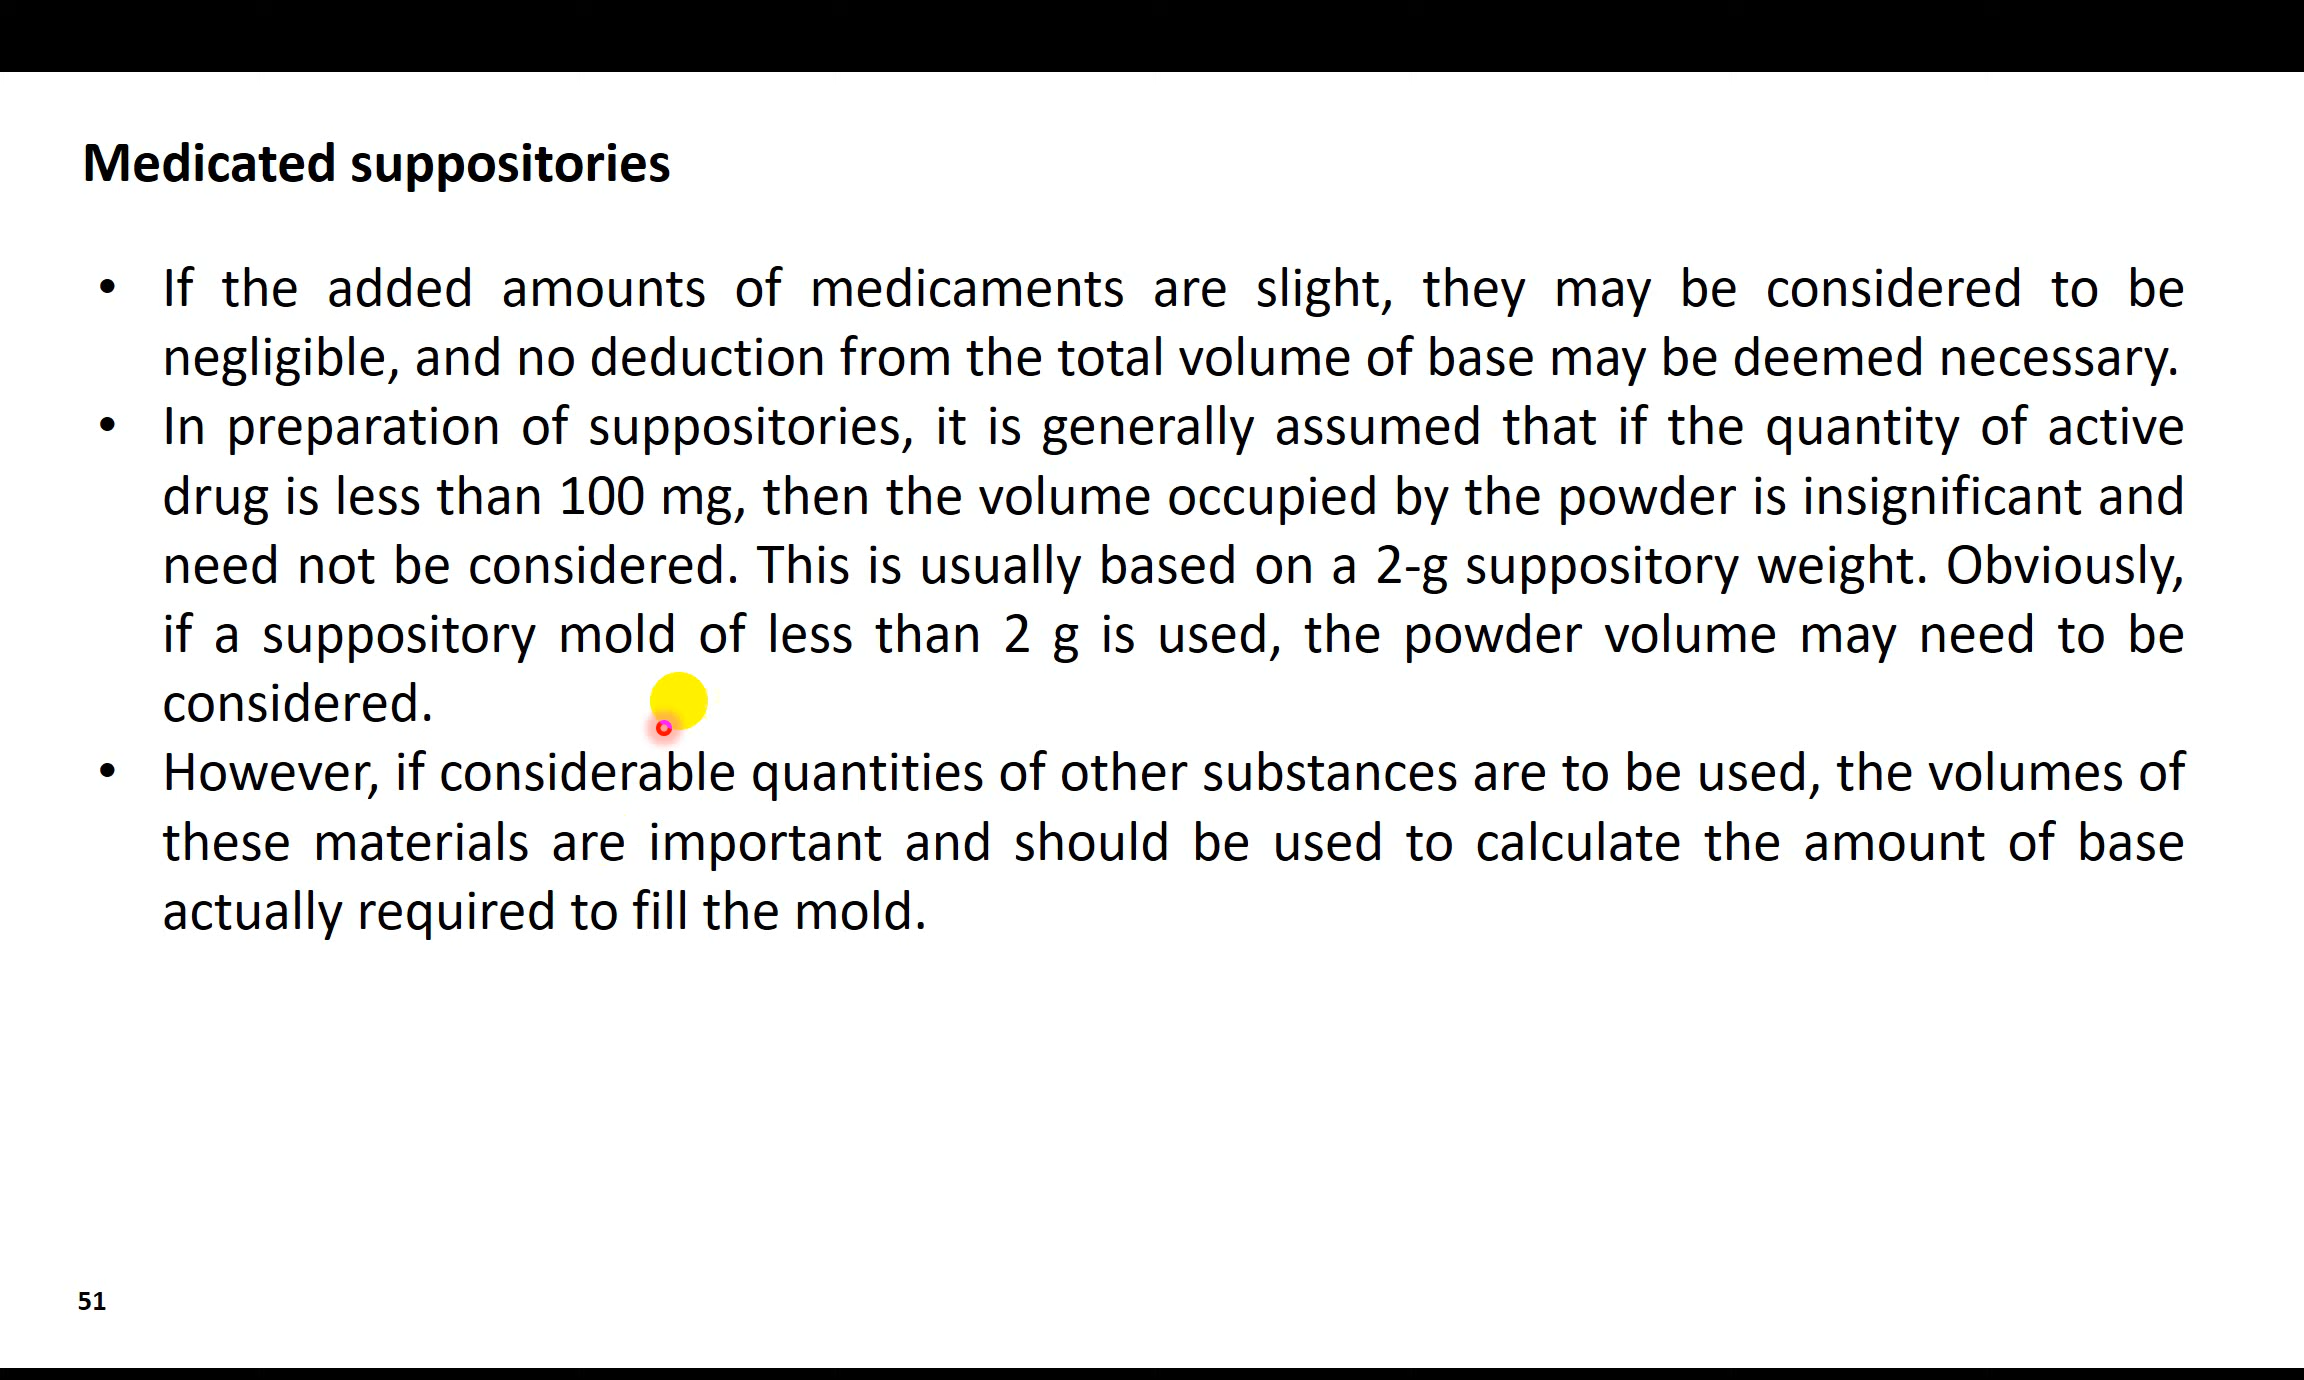 Medicated suppositories
• If the added amounts of medicaments are slight, they may be considered to be
negligible, and no deduction from the total volume of base may be deemed necessary.
• In preparation of suppositories, it is generally assumed that if the quantity of active
drug is less than 100 mg, then the volume occupied by the powder is insignificant and
need not be considered. This is usually based on a 2-g suppository weight. Obviously,
if a suppository mold of less than 2 g is used, the powder volume may need to be
considered.
• However, if considerable quantities of other substances are to be used, the volumes of
these materials are important and should be used to calculate the amount of base
actually required to fill the mold.
51